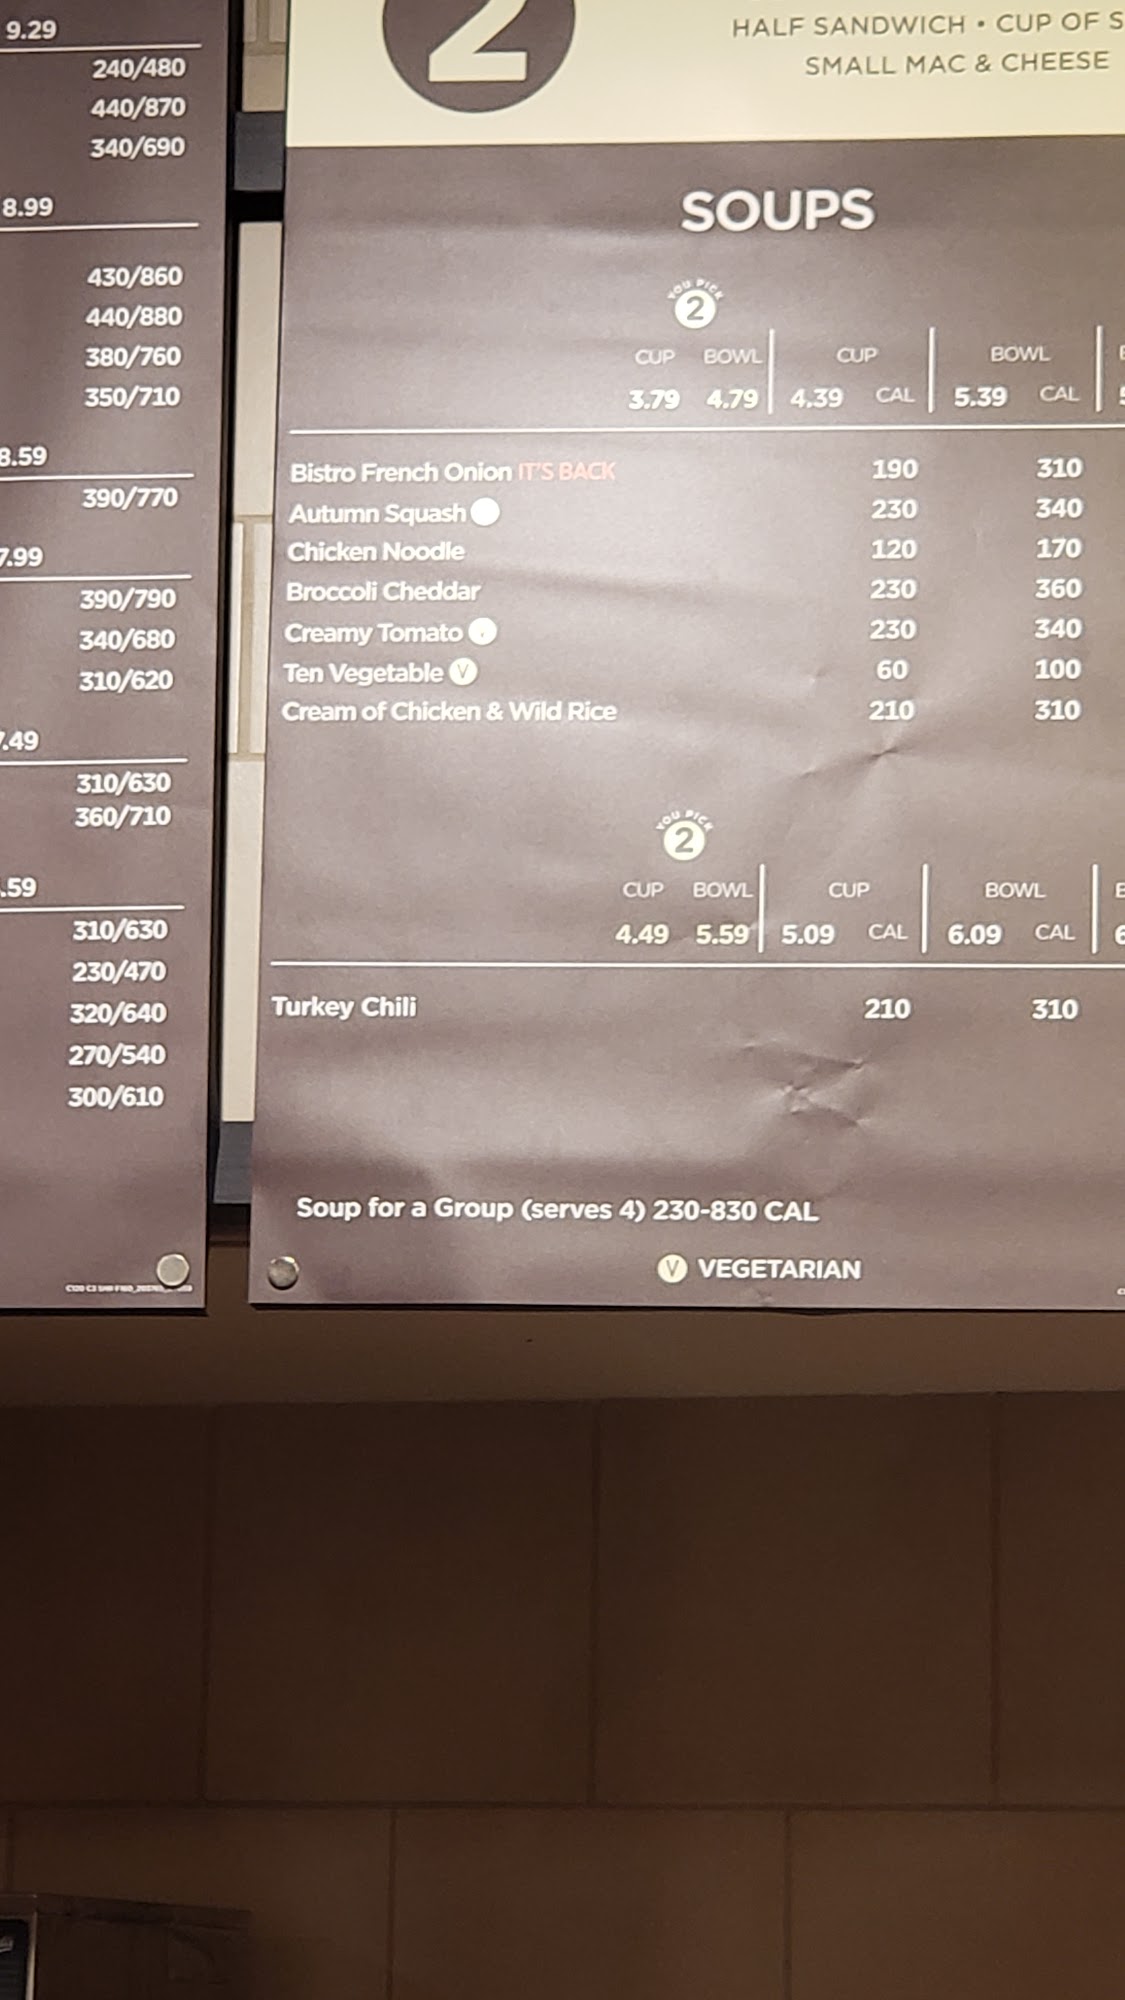 9.29
240/480
440/870
340/690
8.99
430/860
440/880
380/760
350/710
8.59
390/770
7.99
390/790
340/680
310/620
7.49
310/630
360/710
.59
310/630
230/470
320/640
270/540
300/610
2
HALF SANDWICH • CUP OF S
SMALL MAC & CHEESE
SOUPS
YOU PICK
2
CUP BOWL CUP BOWL
3.79 4.79 4.39 CAL 5.39 CAL
Bistro French Onion IT'S BACK 190 310
Autumn Squash 230 340
Chicken Noodle 120 170
Broccoli Cheddar 230 360
Creamy Tomato 230 340
Ten Vegetable V 60 100
Cream of Chicken & Wild Rice 210 310
YOU PICK
2
CUP BOWL CUP BOWL
4.49 5.59 5.09 CAL 6.09 CAL
Turkey Chili 210 310
Soup for a Group (serves 4) 230-830 CAL
V VEGETARIAN